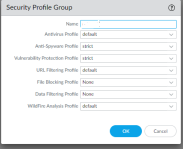 Security Profile Group
Name
Antivirus Profile default
Anti-Spyware Profile strict
Vulnerability Protection Profile strict
URL Filtering Profile default
File Blocking Profile None
Data Filtering Profile None
WildFire Analysis Profile default
OK Cancel